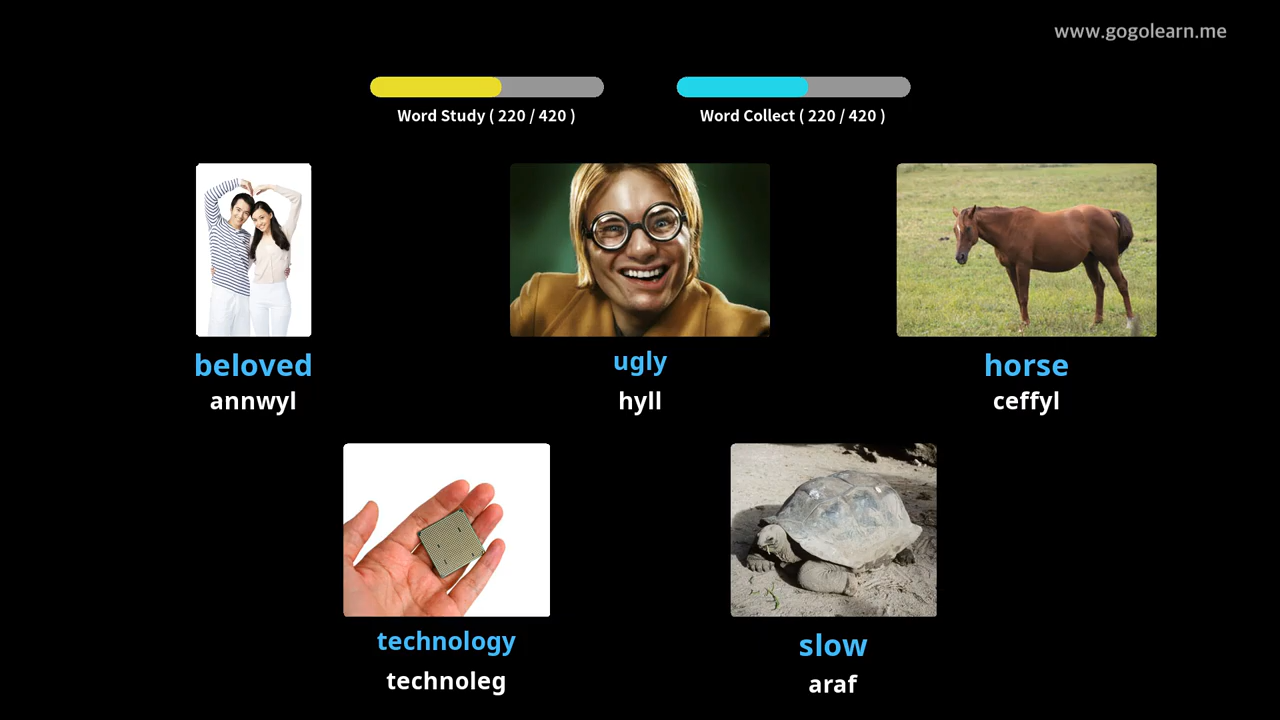 www.gogolearn.me
Word Study ( 220 / 420 )
Word Collect ( 220 / 420 )
beloved
annwyl
ugly
hyll
horse
ceffyl
technology
technoleg
slow
araf